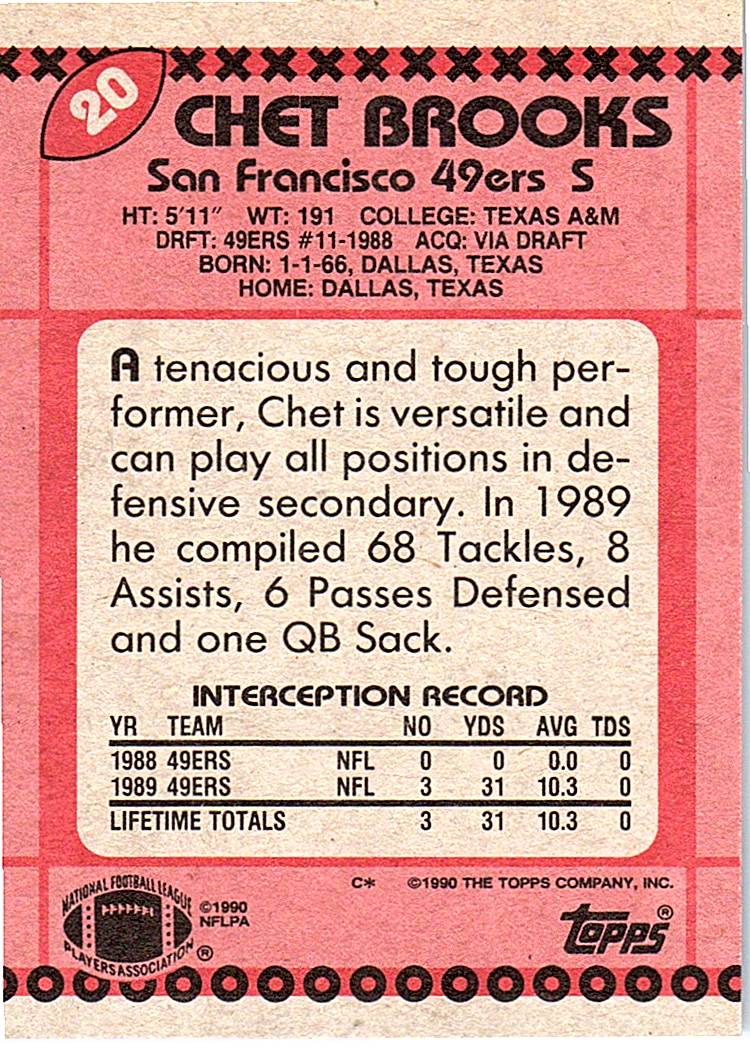 20
CHET BROOKS
San Francisco 49ers S
HT: 5'11" WT: 191 COLLEGE: TEXAS A&M
DRFT: 49ERS #11-1988 ACQ: VIA DRAFT
BORN: 1-1-66, DALLAS, TEXAS
HOME: DALLAS, TEXAS
A tenacious and tough per-
former, Chet is versatile and
can play all positions in de-
fensive secondary. In 1989
he compiled 68 Tackles, 8
Assists, 6 Passes Defensed
and one QB Sack.
INTERCEPTION RECORD
YR TEAM NO YDS AVG TDS
1988 49ERS NFL 0 0 0.0 0
1989 49ERS NFL 3 31 10.3 0
LIFETIME TOTALS 3 31 10.3 0
C* ©1990 THE TOPPS COMPANY, INC.
NATIONAL FOOTBALL LEAGUE
PLAYERS ASSOCIATION ®
©1990
NFLPA
topps ®